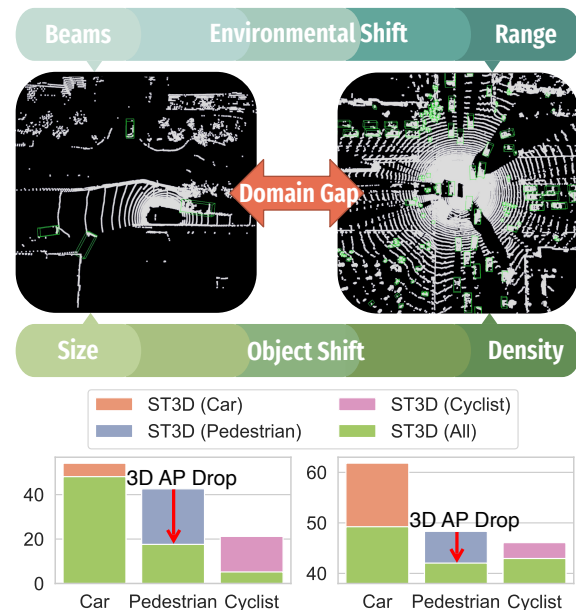 Beams Environmental Shift Range
Domain Gap
Size Object Shift Density
ST3D (Car) ST3D (Cyclist)
ST3D (Pedestrian) ST3D (All)
40
20
0
3D AP Drop
Car Pedestrian Cyclist
60
50
40
3D AP Drop
Car Pedestrian Cyclist